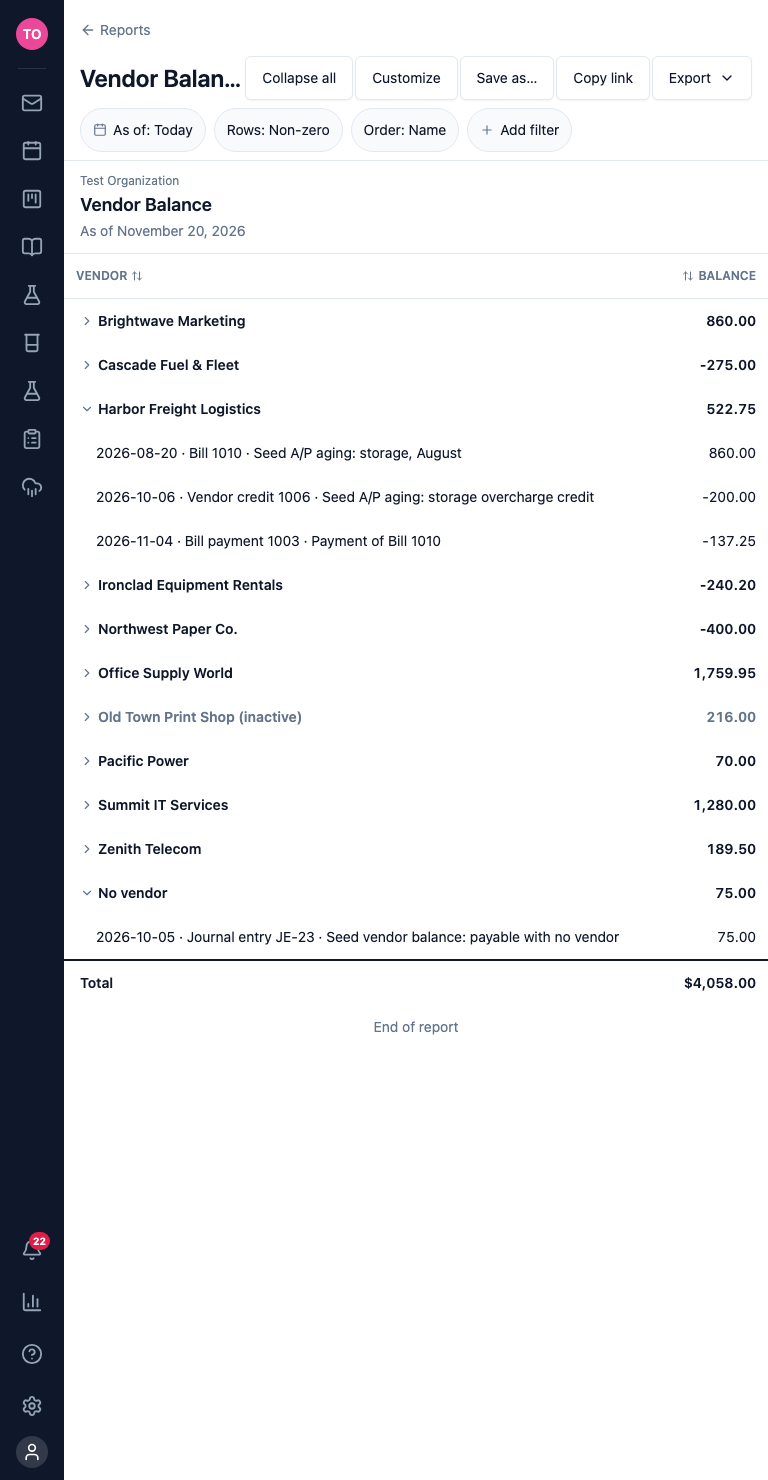 TO
Reports
Vendor Balan...
Collapse all
Customize
Save as...
Copy link
Export
As of: Today
Rows: Non-zero
Order: Name
Add filter
Test Organization
Vendor Balance
As of November 20, 2026
VENDOR BALANCE
Brightwave Marketing 860.00
Cascade Fuel & Fleet -275.00
Harbor Freight Logistics 522.75
2026-08-20 · Bill 1010 · Seed A/P aging: storage, August 860.00
2026-10-06 · Vendor credit 1006 · Seed A/P aging: storage overcharge credit -200.00
2026-11-04 · Bill payment 1003 · Payment of Bill 1010 -137.25
Ironclad Equipment Rentals -240.20
Northwest Paper Co. -400.00
Office Supply World 1,759.95
Old Town Print Shop (inactive) 216.00
Pacific Power 70.00
Summit IT Services 1,280.00
Zenith Telecom 189.50
No vendor 75.00
2026-10-05 · Journal entry JE-23 · Seed vendor balance: payable with no vendor 75.00
Total $4,058.00
End of report
22